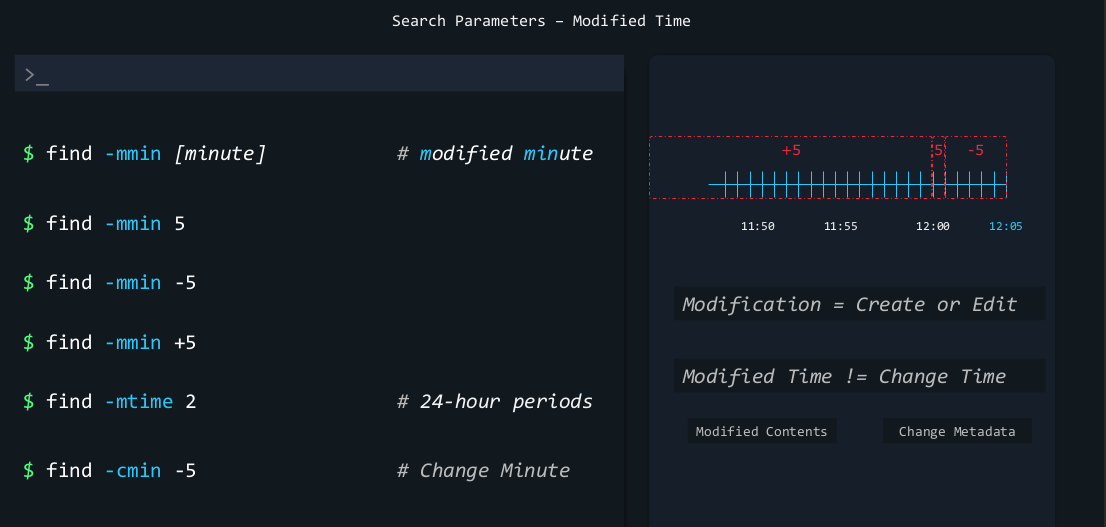 Search Parameters – Modified Time
>_
$ find -mmin [minute] # modified minute
$ find -mmin 5
$ find -mmin -5
$ find -mmin +5
$ find -mtime 2 # 24-hour periods
$ find -cmin -5 # Change Minute
+5 5 -5
11:50 11:55 12:00 12:05
Modification = Create or Edit
Modified Time != Change Time
Modified Contents Change Metadata